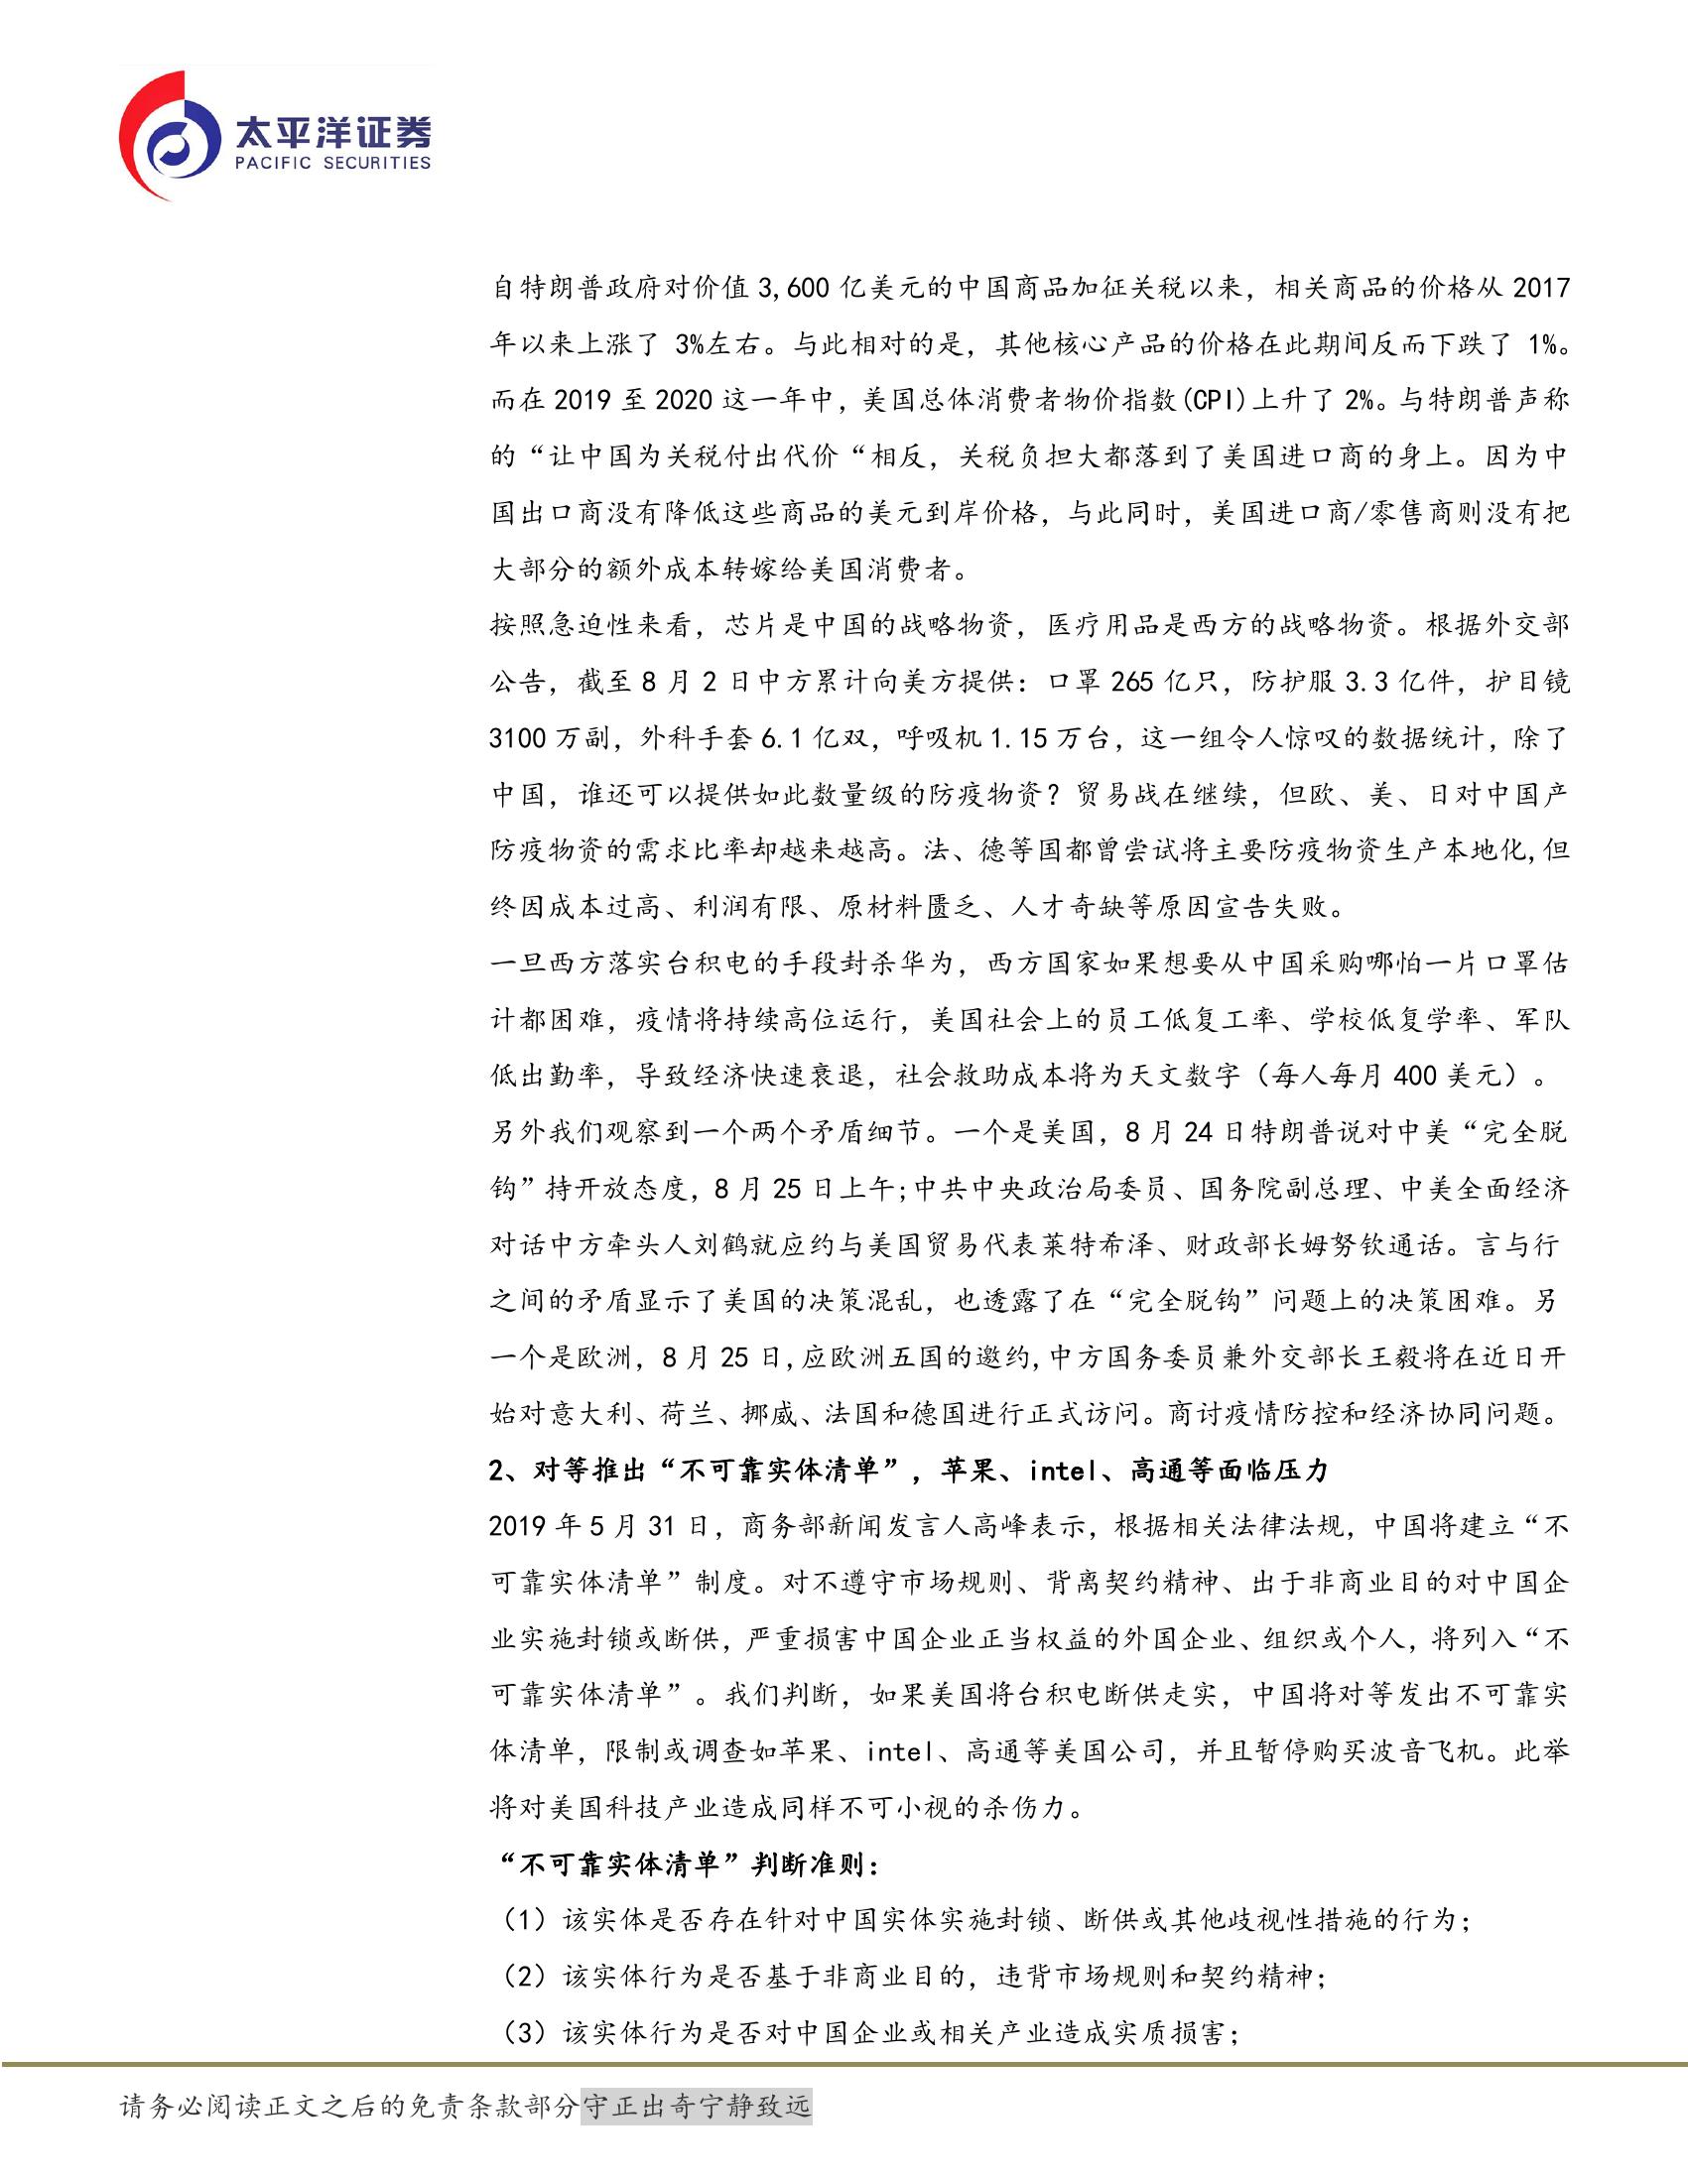 太平洋证券
PACIFIC SECURITIES
自特朗普政府对价值 3,600 亿美元的中国商品加征关税以来，相关商品的价格从 2017
年以来上涨了 3%左右。与此相对的是，其他核心产品的价格在此期间反而下跌了 1%。
而在 2019 至 2020 这一年中，美国总体消费者物价指数(CPI)上升了 2%。与特朗普声称
的“让中国为关税付出代价“相反，关税负担大都落到了美国进口商的身上。因为中
国出口商没有降低这些商品的美元到岸价格，与此同时，美国进口商/零售商则没有把
大部分的额外成本转嫁给美国消费者。
按照急迫性来看，芯片是中国的战略物资，医疗用品是西方的战略物资。根据外交部
公告，截至 8 月 2 日中方累计向美方提供：口罩 265 亿只，防护服 3.3 亿件，护目镜
3100 万副，外科手套 6.1 亿双，呼吸机 1.15 万台，这一组令人惊叹的数据统计，除了
中国，谁还可以提供如此数量级的防疫物资？贸易战在继续，但欧、美、日对中国产
防疫物资的需求比率却越来越高。法、德等国都曾尝试将主要防疫物资生产本地化,但
终因成本过高、利润有限、原材料匮乏、人才奇缺等原因宣告失败。
一旦西方落实台积电的手段封杀华为，西方国家如果想要从中国采购哪怕一片口罩估
计都困难，疫情将持续高位运行，美国社会上的员工低复工率、学校低复学率、军队
低出勤率，导致经济快速衰退，社会救助成本将为天文数字（每人每月 400 美元）。
另外我们观察到一个两个矛盾细节。一个是美国，8 月 24 日特朗普说对中美“完全脱
钩”持开放态度，8 月 25 日上午;中共中央政治局委员、国务院副总理、中美全面经济
对话中方牵头人刘鹤就应约与美国贸易代表莱特希泽、财政部长姆努钦通话。言与行
之间的矛盾显示了美国的决策混乱，也透露了在“完全脱钩”问题上的决策困难。另
一个是欧洲，8 月 25 日,应欧洲五国的邀约,中方国务委员兼外交部长王毅将在近日开
始对意大利、荷兰、挪威、法国和德国进行正式访问。商讨疫情防控和经济协同问题。
2、对等推出“不可靠实体清单”，苹果、intel、高通等面临压力
2019 年 5 月 31 日，商务部新闻发言人高峰表示，根据相关法律法规，中国将建立“不
可靠实体清单”制度。对不遵守市场规则、背离契约精神、出于非商业目的对中国企
业实施封锁或断供，严重损害中国企业正当权益的外国企业、组织或个人，将列入“不
可靠实体清单”。我们判断，如果美国将台积电断供走实，中国将对等发出不可靠实
体清单，限制或调查如苹果、intel、高通等美国公司，并且暂停购买波音飞机。此举
将对美国科技产业造成同样不可小视的杀伤力。
“不可靠实体清单”判断准则：
（1）该实体是否存在针对中国实体实施封锁、断供或其他歧视性措施的行为；
（2）该实体行为是否基于非商业目的，违背市场规则和契约精神；
（3）该实体行为是否对中国企业或相关产业造成实质损害；
请务必阅读正文之后的免责条款部分守正出奇宁静致远